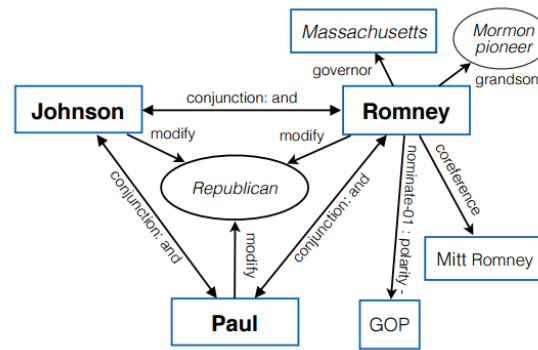 Massachusetts
Mormon
pioneer
governor
grandson
Johnson
conjunction: and
Romney
modify
modify
Republican
conjunction: and
modify
conjunction: and
nominate-01 : polarity -
coreference
Mitt Romney
Paul
GOP